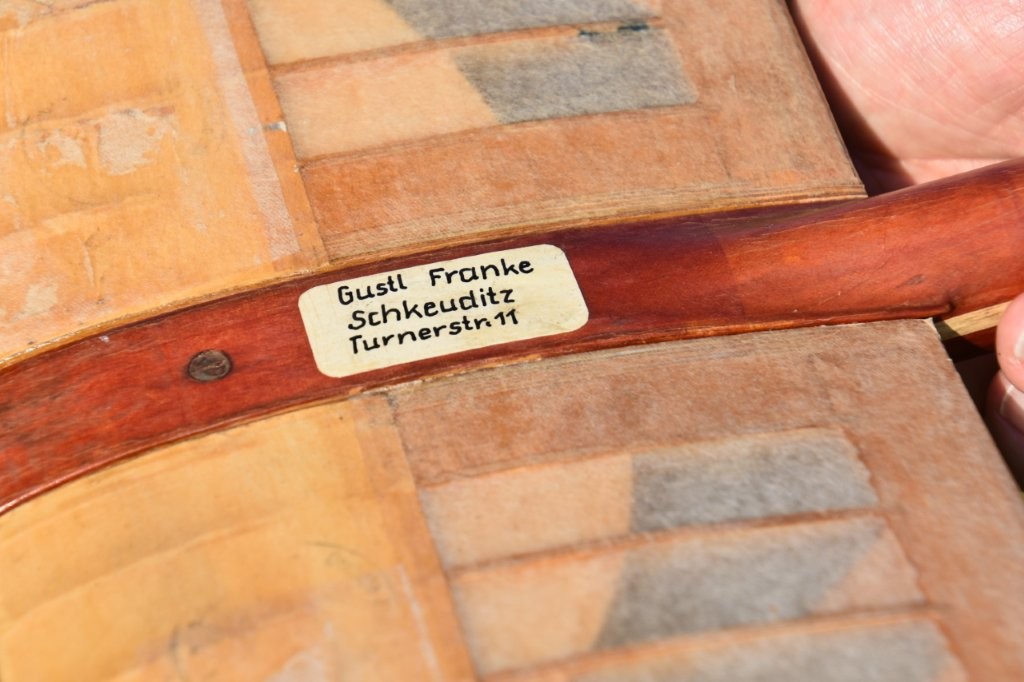 Gustl Franke
Schkeuditz
Turnerstr.11